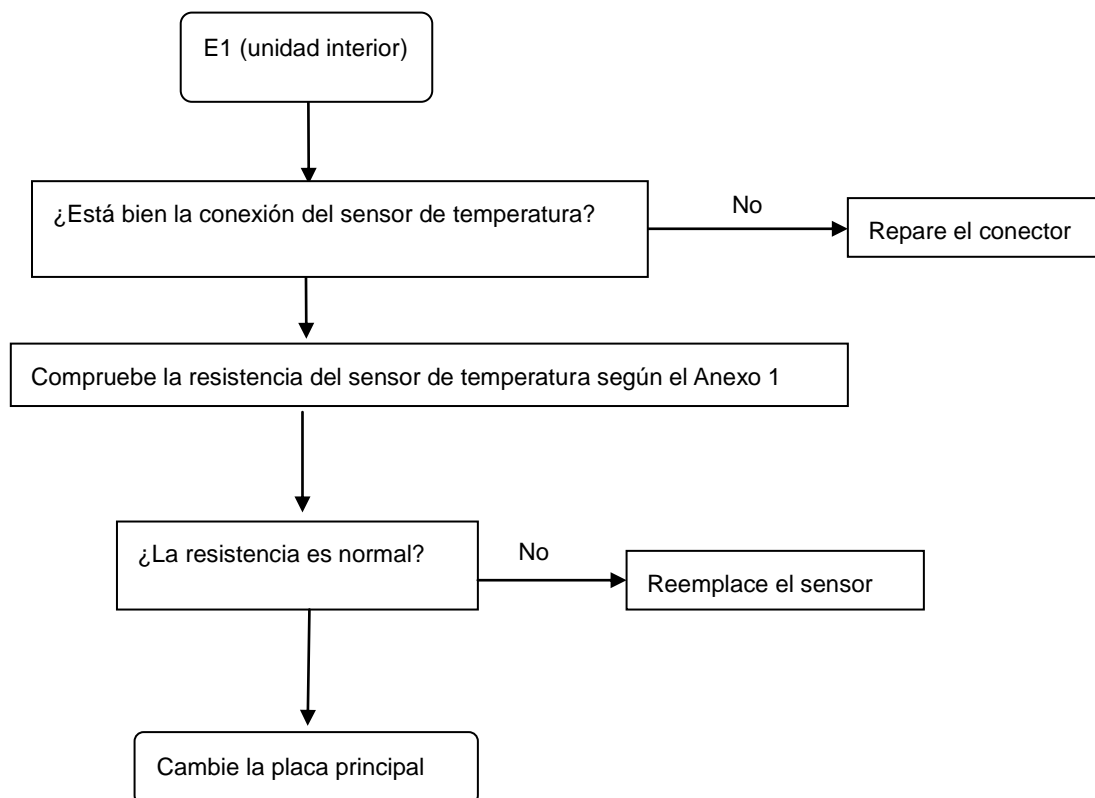 E1 (unidad interior)
¿Está bien la conexión del sensor de temperatura?
No
Repare el conector
Compruebe la resistencia del sensor de temperatura según el Anexo 1
¿La resistencia es normal?
No
Reemplace el sensor
Cambie la placa principal